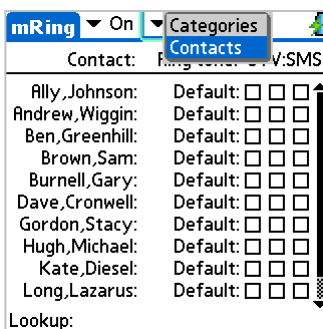 mRing On Categories
Contacts
Contact: V:SMS
Ally,Johnson: Default:
Andrew,Wiggin: Default:
Ben,Greenhill: Default:
Brown,Sam: Default:
Burnell,Gary: Default:
Dave,Cronwell: Default:
Gordon,Stacy: Default:
Hugh,Michael: Default:
Kate,Diesel: Default:
Long,Lazarus: Default:
Lookup: